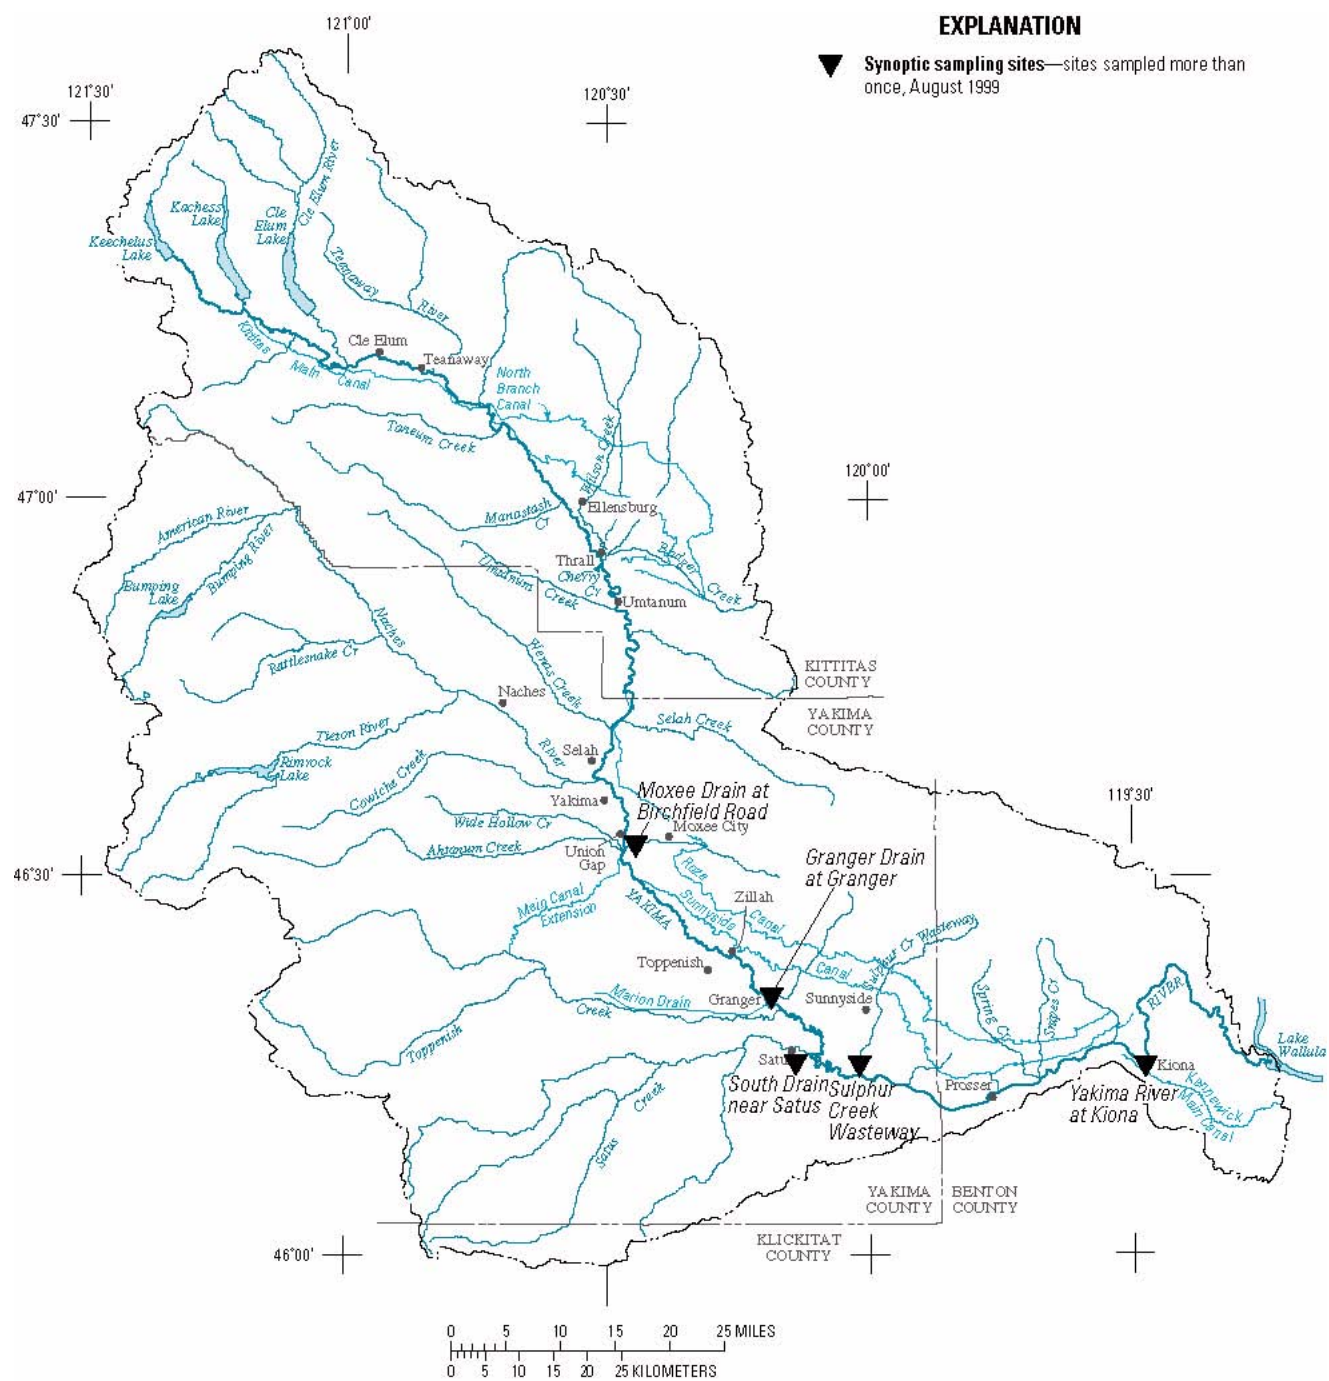 121°00'
EXPLANATION
Synoptic sampling sites—sites sampled more than
once, August 1999
121°30'
120°30'
47°30'
Cle Elum River
Kachess
Lake
Cle
Elum
Lake
Keechelus
Lake
Teanaway
River
Kittitas
Main
Canal
Cle Elum
Teanaway
North
Branch
Canal
Taneum Creek
Wilson Creek
120°00'
47°00'
American River
Bumping River
Manastash
Cr
Ellensburg
Bumping
Lake
Thrall
Badger
Creek
Cherry
Cr
Umtanum
Creek
Umtanum
Naches
Rattlesnake Cr
Wenas Creek
KITTITAS
COUNTY
YAKIMA
COUNTY
Naches
Selah Creek
Tieton River
River
Selah
Rimrock
Lake
Cowiche Creek
Moxee Drain at
Birchfield Road
Yakima
Wide Hollow Cr
Moxee City
119°30'
Ahtanum Creek
Union
Gap
Granger Drain
at Granger
46°30'
Roza
Canal
Zillah
Main Canal
Extension
YAKIMA
Sunnyside
Canal
Sulphur Cr Wasteway
Toppenish
Marion Drain
Granger
Sunnyside
Creek
Toppenish
Spring Cr
Snipes Cr
RIVER
Lake
Wallula
Satus
Kiona
South Drain
near Satus
Sulphur
Creek
Wasteway
Prosser
Yakima River
at Kiona
Kennewick
Main Canal
Creek
Satus
YAKIMA
COUNTY
BENTON
COUNTY
KLICKITAT
COUNTY
46°00'
0 5 10 15 20 25 MILES
0 5 10 15 20 25 KILOMETERS